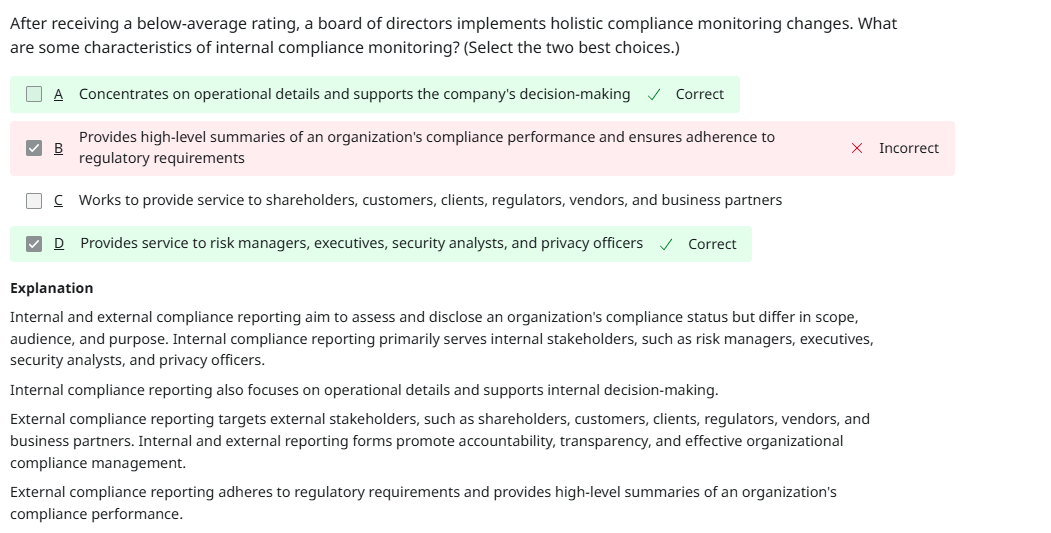 After receiving a below-average rating, a board of directors implements holistic compliance monitoring changes. What
are some characteristics of internal compliance monitoring? (Select the two best choices.)
A Concentrates on operational details and supports the company's decision-making Correct
B Provides high-level summaries of an organization's compliance performance and ensures adherence to
regulatory requirements Incorrect
C Works to provide service to shareholders, customers, clients, regulators, vendors, and business partners
D Provides service to risk managers, executives, security analysts, and privacy officers Correct
Explanation
Internal and external compliance reporting aim to assess and disclose an organization's compliance status but differ in scope,
audience, and purpose. Internal compliance reporting primarily serves internal stakeholders, such as risk managers, executives,
security analysts, and privacy officers.
Internal compliance reporting also focuses on operational details and supports internal decision-making.
External compliance reporting targets external stakeholders, such as shareholders, customers, clients, regulators, vendors, and
business partners. Internal and external reporting forms promote accountability, transparency, and effective organizational
compliance management.
External compliance reporting adheres to regulatory requirements and provides high-level summaries of an organization's
compliance performance.